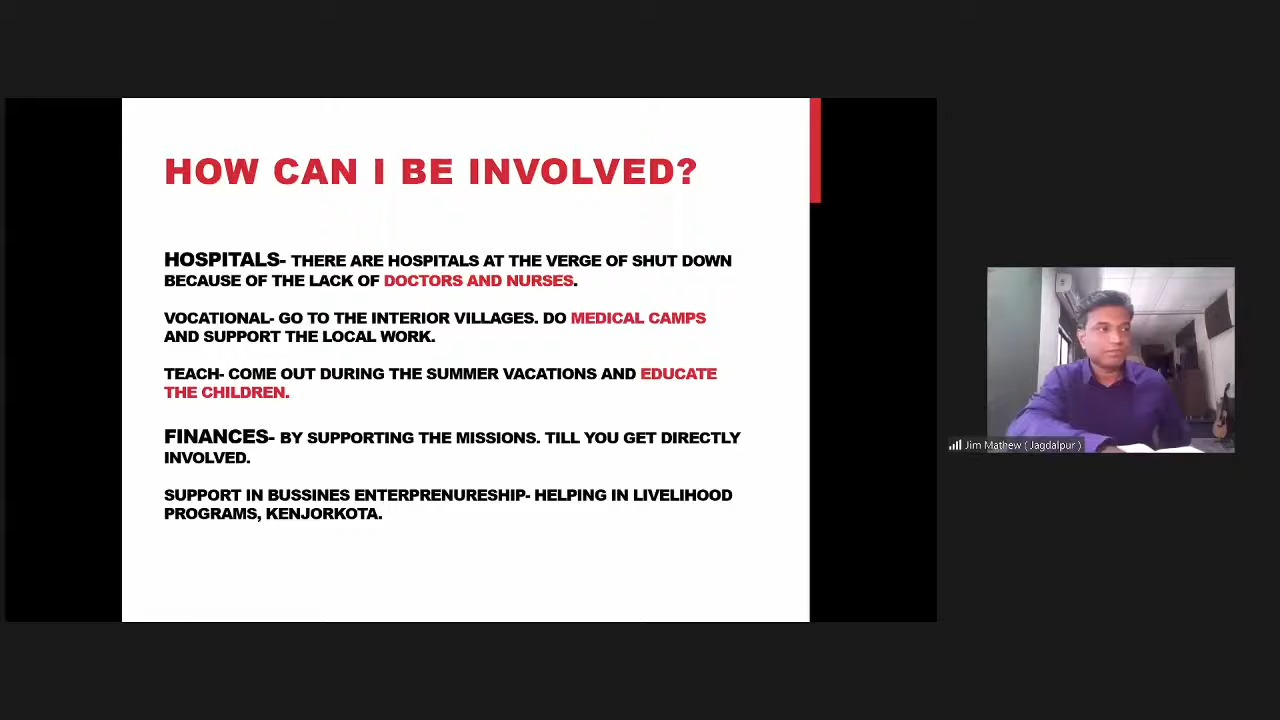 HOW CAN I BE INVOLVED?
HOSPITALS- THERE ARE HOSPITALS AT THE VERGE OF SHUT DOWN
BECAUSE OF THE LACK OF DOCTORS AND NURSES.
VOCATIONAL- GO TO THE INTERIOR VILLAGES. DO MEDICAL CAMPS
AND SUPPORT THE LOCAL WORK.
TEACH- COME OUT DURING THE SUMMER VACATIONS AND EDUCATE
THE CHILDREN.
FINANCES- BY SUPPORTING THE MISSIONS. TILL YOU GET DIRECTLY
INVOLVED.
SUPPORT IN BUSSINES ENTERPRENURESHIP- HELPING IN LIVELIHOOD
PROGRAMS, KENJORKOTA.
Jim Mathew ( Jagdalpur )